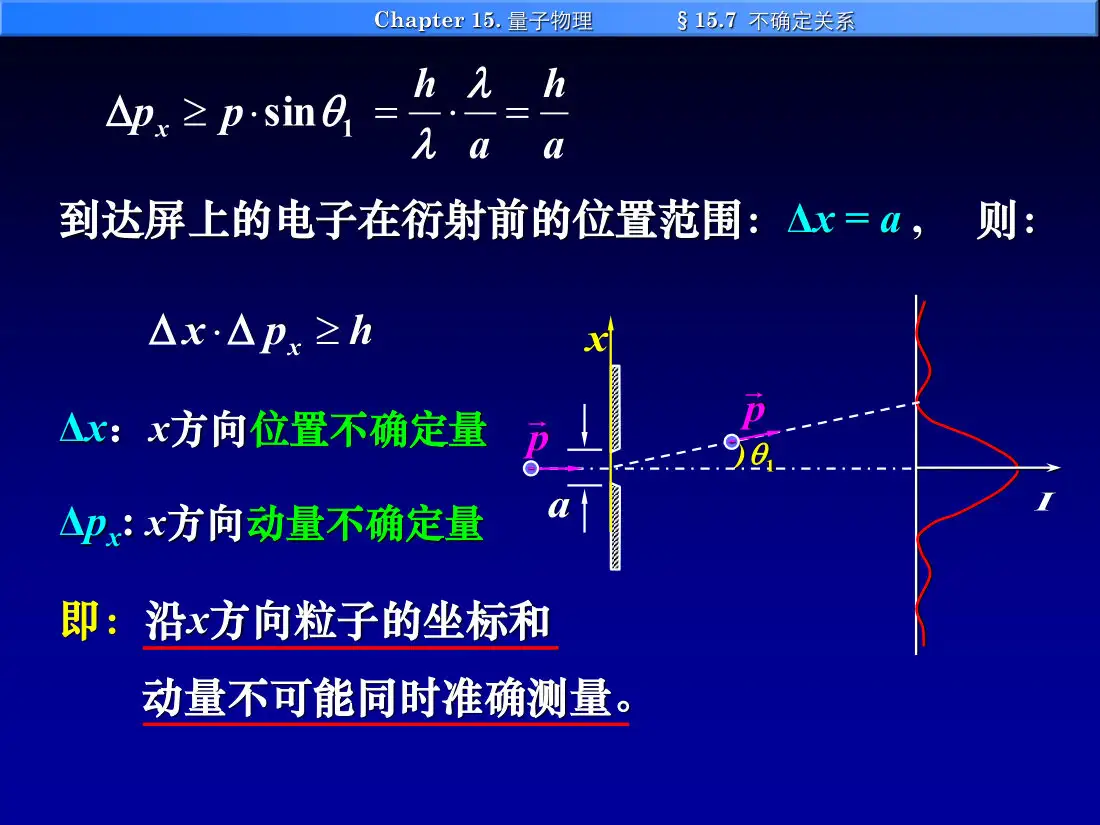 Chapter 15. 量子物理 §15.7 不确定关系
Δpₓ ≥ p·sinθ₁ = h/λ · λ/a = h/a
到达屏上的电子在衍射前的位置范围：Δx = a， 则：
Δx·Δpₓ ≥ h
x
p⃗
p⃗
θ₁
a
I
Δx：x方向位置不确定量
Δpₓ：x方向动量不确定量
即：沿x方向粒子的坐标和
动量不可能同时准确测量。